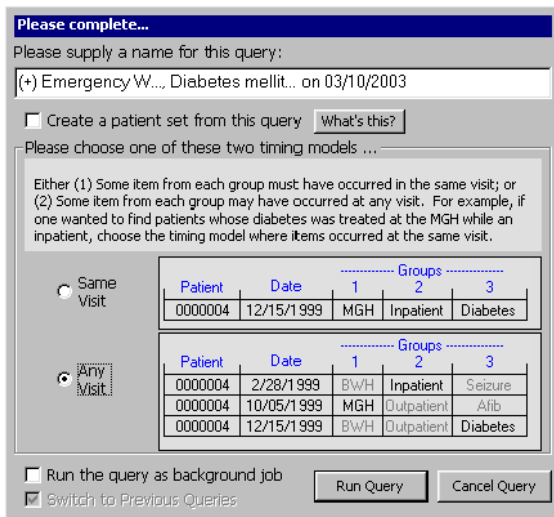 Please complete...
Please supply a name for this query:
(+) Emergency W..., Diabetes mellit... on 03/10/2003
Create a patient set from this query What's this?
Please choose one of these two timing models ...
Either (1) Some item from each group must have occurred in the same visit; or
(2) Some item from each group may have occurred at any visit. For example, if
one wanted to find patients whose diabetes was treated at the MGH while an
inpatient, choose the timing model where items occurred at the same visit.
Same
Visit
------------- Groups --------------
Patient Date 1 2 3
0000004 12/15/1999 MGH Inpatient Diabetes
Any
Visit
------------- Groups --------------
Patient Date 1 2 3
0000004 2/28/1999 BWH Inpatient Seizure
0000004 10/05/1999 MGH Outpatient Afib
0000004 12/15/1999 BWH Outpatient Diabetes
Run the query as background job
Switch to Previous Queries
Run Query Cancel Query